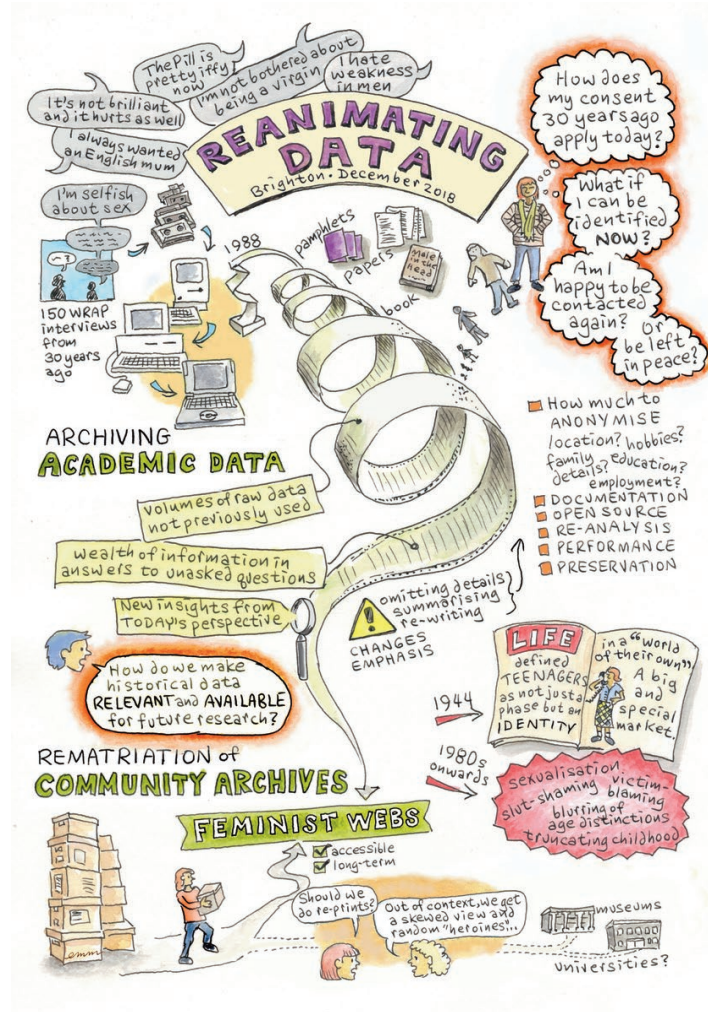 The Pill is
pretty iffy
now
I'm not bothered about
being a virgin
I hate
weakness
in men
It's not brilliant
and it hurts as well
I always wanted
an English mum
I'm selfish
about sex
REANIMATING
DATA
Brighton • December 2018
How does
my consent
30 years ago
apply today?
What if
I can be
identified
NOW?
Am I
happy to be
contacted
again?
Or
be left
in peace?
150 WRAP
interviews
from
30 years
ago
1988
pamphlets
papers
Male
in the
head
book
ARCHIVING
ACADEMIC DATA
How much to
ANONYMISE
location? hobbies?
family education?
details?
employment?
DOCUMENTATION
OPEN SOURCE
RE-ANALYSIS
PERFORMANCE
PRESERVATION
volumes of raw data
not previously used
wealth of information in
answers to unasked questions
New insights from
TODAY's perspective
omitting details
summarising
re-writing
CHANGES
EMPHASIS
How do we make
historical data
RELEVANT and AVAILABLE
for future research?
1944
LIFE
defined
TEENAGERS
as not just a
phase but an
IDENTITY
in a "world
of their own".
A big
and
special
market.
1980s
onwards
sexualisation
victim-
blaming
slut-shaming
blurring of
age distinctions
truncating childhood
REMATRIATION of
COMMUNITY ARCHIVES
FEMINIST WEBS
accessible
long-term
Should we
do re-prints?
Out of context, we get
a skewed view and
random "heroines"...
museums
universities?